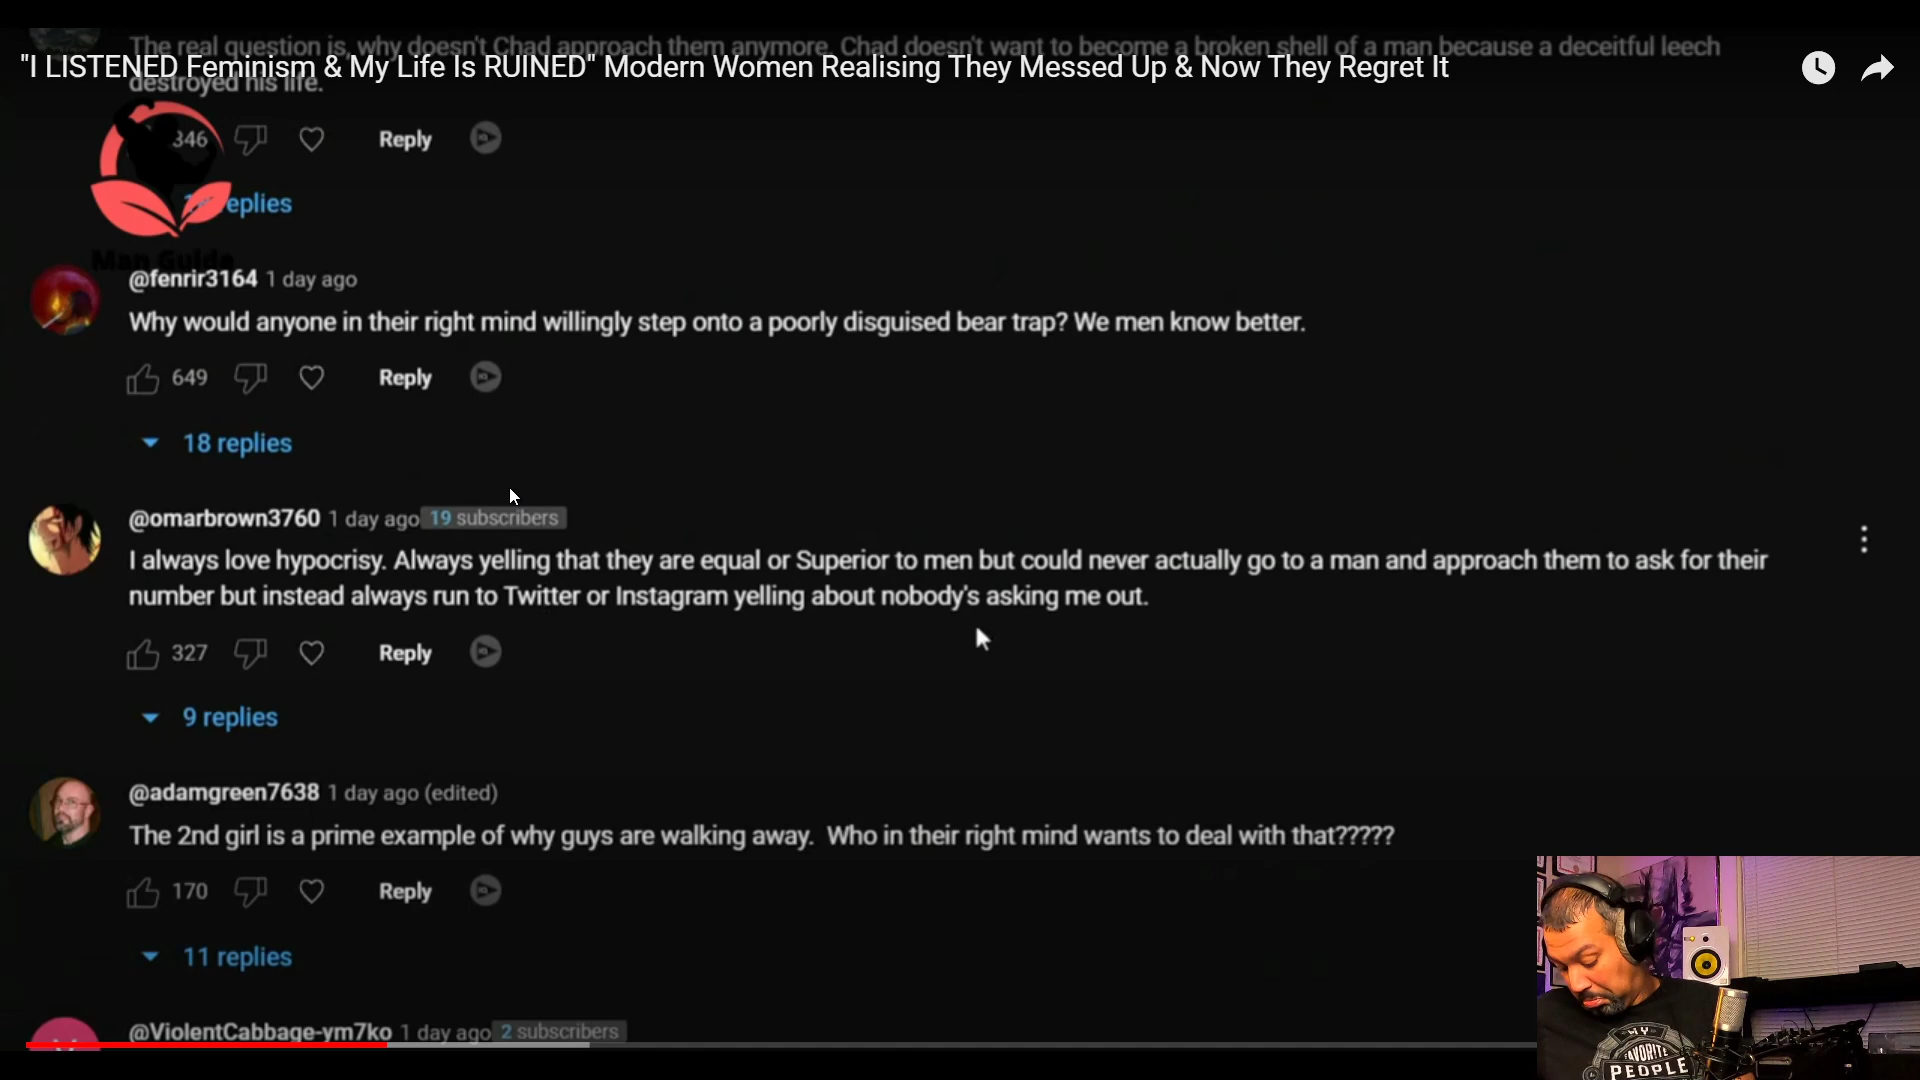 The real question is, why doesn't Chad approach them anymore. Chad doesn't want to become a broken shell of a man because a deceitful leech
"I LISTENED Feminism & My Life Is RUINED" Modern Women Realising They Messed Up & Now They Regret It
destroyed his life.
346 Reply
replies
Man Guide
@fenrir3164 1 day ago
Why would anyone in their right mind willingly step onto a poorly disguised bear trap? We men know better.
649 Reply
18 replies
@omarbrown3760 1 day ago 19 subscribers
I always love hypocrisy. Always yelling that they are equal or Superior to men but could never actually go to a man and approach them to ask for their
number but instead always run to Twitter or Instagram yelling about nobody's asking me out.
327 Reply
9 replies
@adamgreen7638 1 day ago (edited)
The 2nd girl is a prime example of why guys are walking away. Who in their right mind wants to deal with that?????
170 Reply
11 replies
@ViolentCabbage-ym7ko 1 day ago 2 subscribers
MY
FAVORITE
PEOPLE